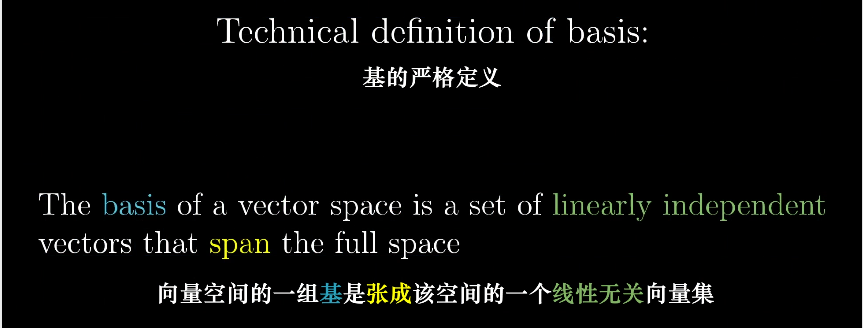 Technical definition of basis:
基的严格定义
The basis of a vector space is a set of linearly independent
vectors that span the full space
向量空间的一组基是张成该空间的一个线性无关向量集